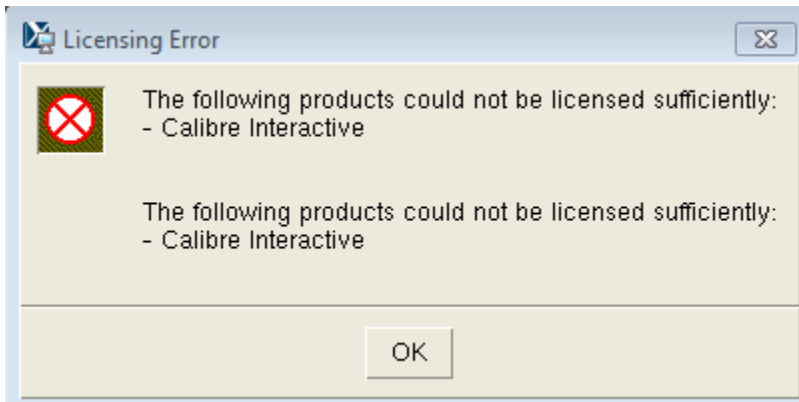 Licensing Error
The following products could not be licensed sufficiently:
- Calibre Interactive
The following products could not be licensed sufficiently:
- Calibre Interactive
OK